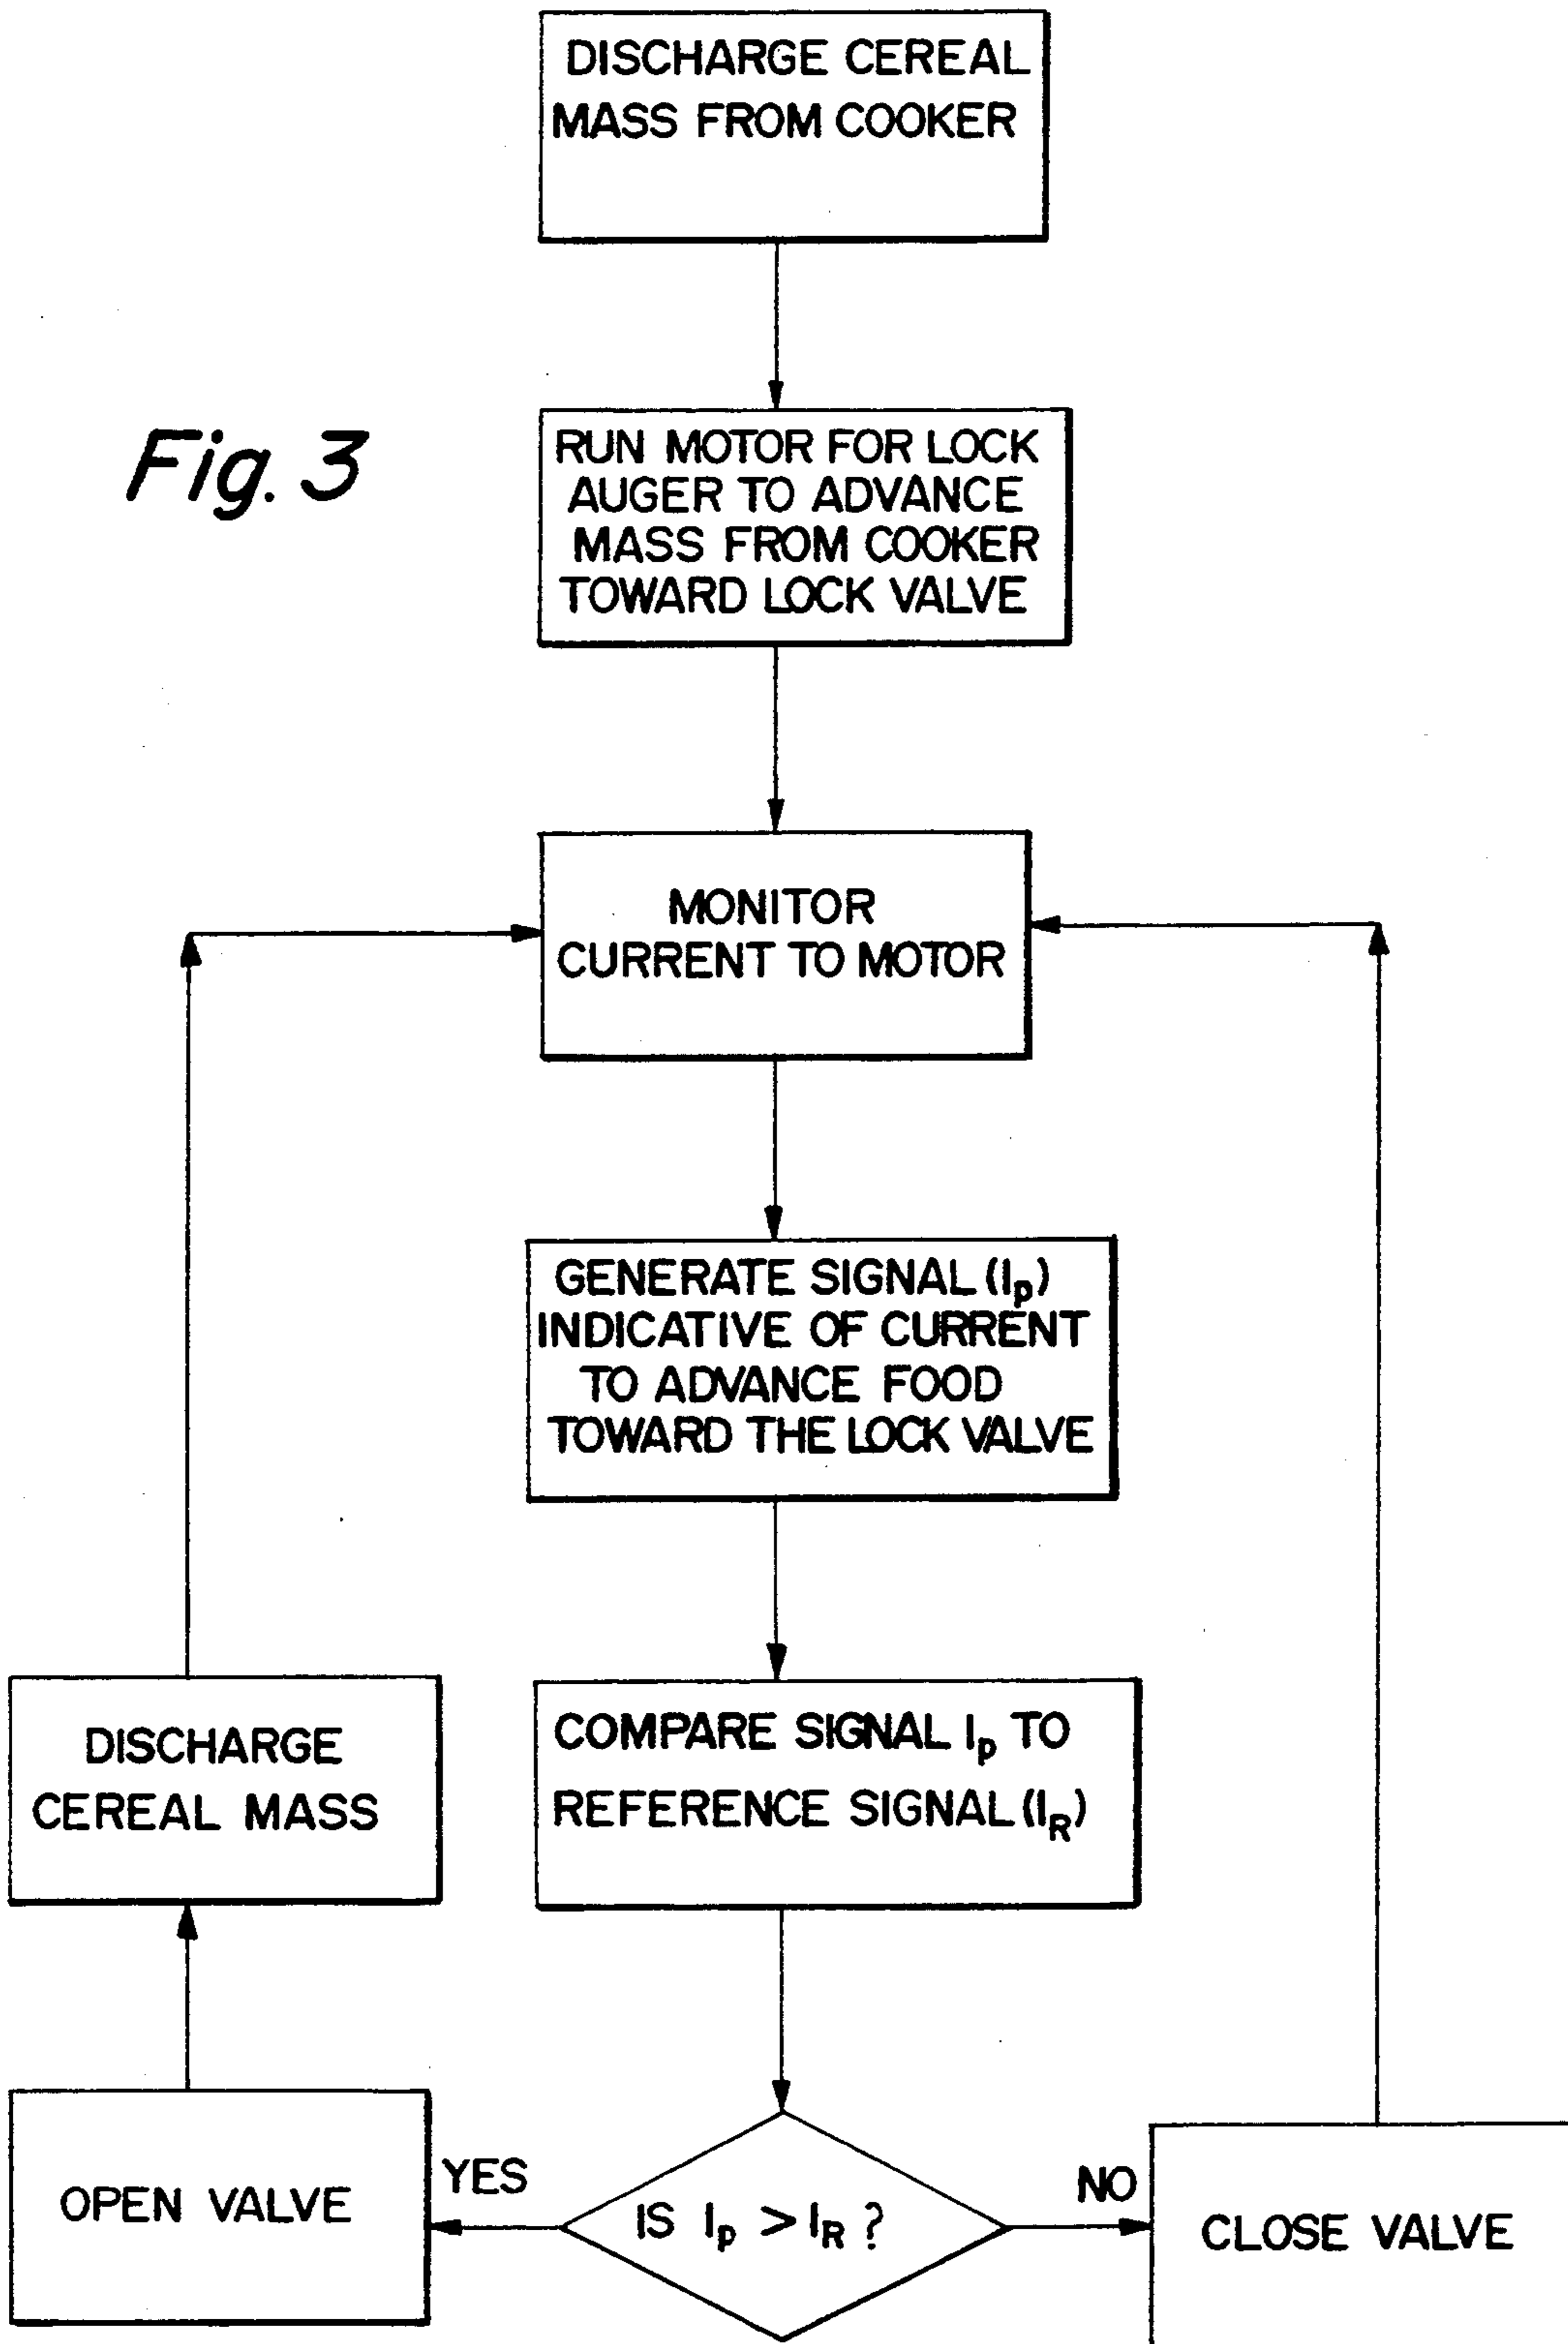 DISCHARGE CEREAL
MASS FROM COOKER
Fig. 3
RUN MOTOR FOR LOCK
AUGER TO ADVANCE
MASS FROM COOKER
TOWARD LOCK VALVE
MONITOR
CURRENT TO MOTOR
GENERATE SIGNAL (Ip)
INDICATIVE OF CURRENT
TO ADVANCE FOOD
TOWARD THE LOCK VALVE
DISCHARGE
CEREAL MASS
COMPARE SIGNAL Ip TO
REFERENCE SIGNAL (IR)
OPEN VALVE
YES
IS Ip > IR ?
NO
CLOSE VALVE